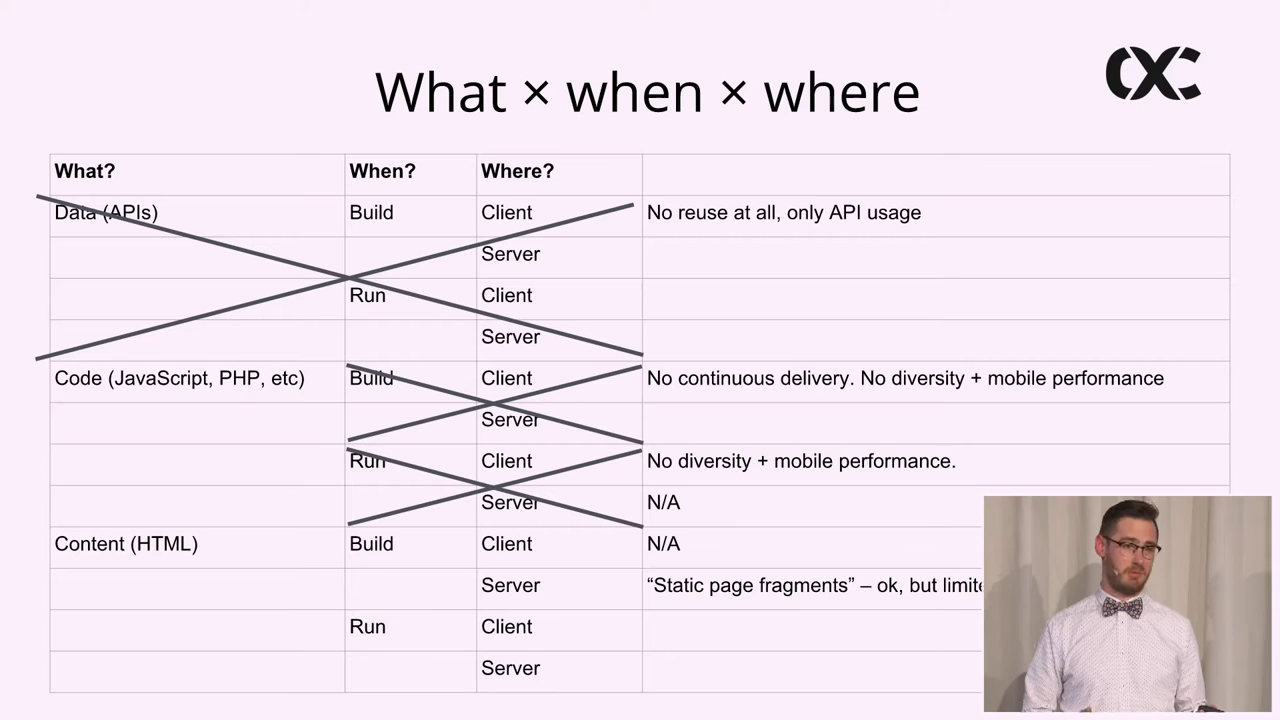 What × when × where
What? When? Where?
Data (APIs) Build Client No reuse at all, only API usage
Server
Run Client
Server
Code (JavaScript, PHP, etc) Build Client No continuous delivery. No diversity + mobile performance
Server
Run Client No diversity + mobile performance.
Server N/A
Content (HTML) Build Client N/A
Server “Static page fragments” – ok, but
Run Client
Server